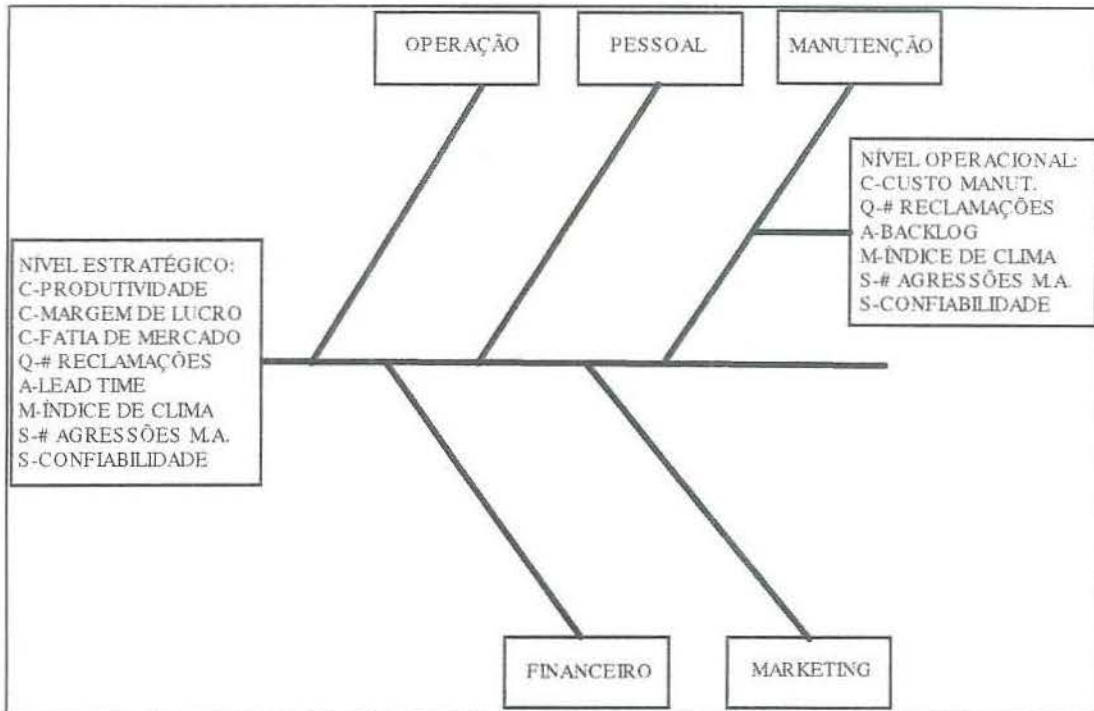 OPERAÇÃO
PESSOAL
MANUTENÇÃO
NÍVEL OPERACIONAL:
C-CUSTO MANUT.
Q-# RECLAMAÇÕES
A-BACKLOG
M-ÍNDICE DE CLIMA
S-# AGRESSÕES M.A.
S-CONFIABILIDADE
NÍVEL ESTRATÉGICO:
C-PRODUTIVIDADE
C-MARGEM DE LUCRO
C-FATIA DE MERCADO
Q-# RECLAMAÇÕES
A-LEAD TIME
M-ÍNDICE DE CLIMA
S-# AGRESSÕES M.A.
S-CONFIABILIDADE
FINANCEIRO
MARKETING